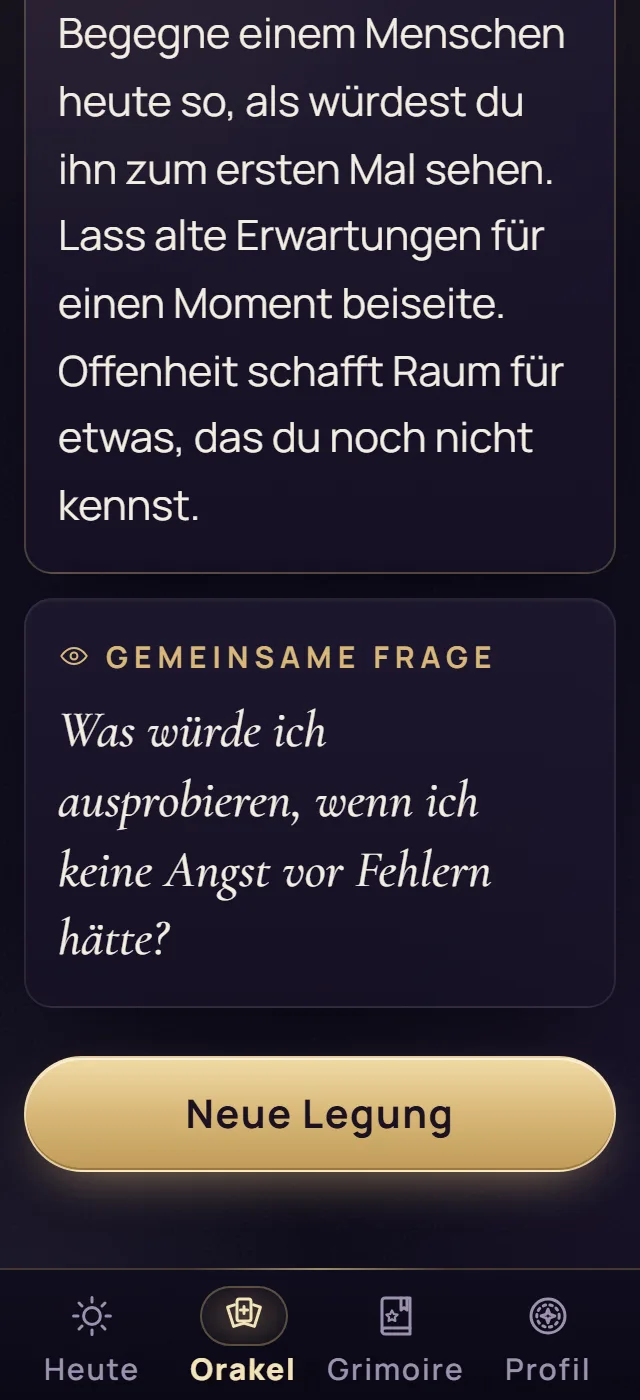 Begegne einem Menschen
heute so, als würdest du
ihn zum ersten Mal sehen.
Lass alte Erwartungen für
einen Moment beiseite.
Offenheit schafft Raum für
etwas, das du noch nicht
kennst.
GEMEINSAME FRAGE
Was würde ich
ausprobieren, wenn ich
keine Angst vor Fehlern
hätte?
Neue Legung
Heute Orakel Grimoire Profil